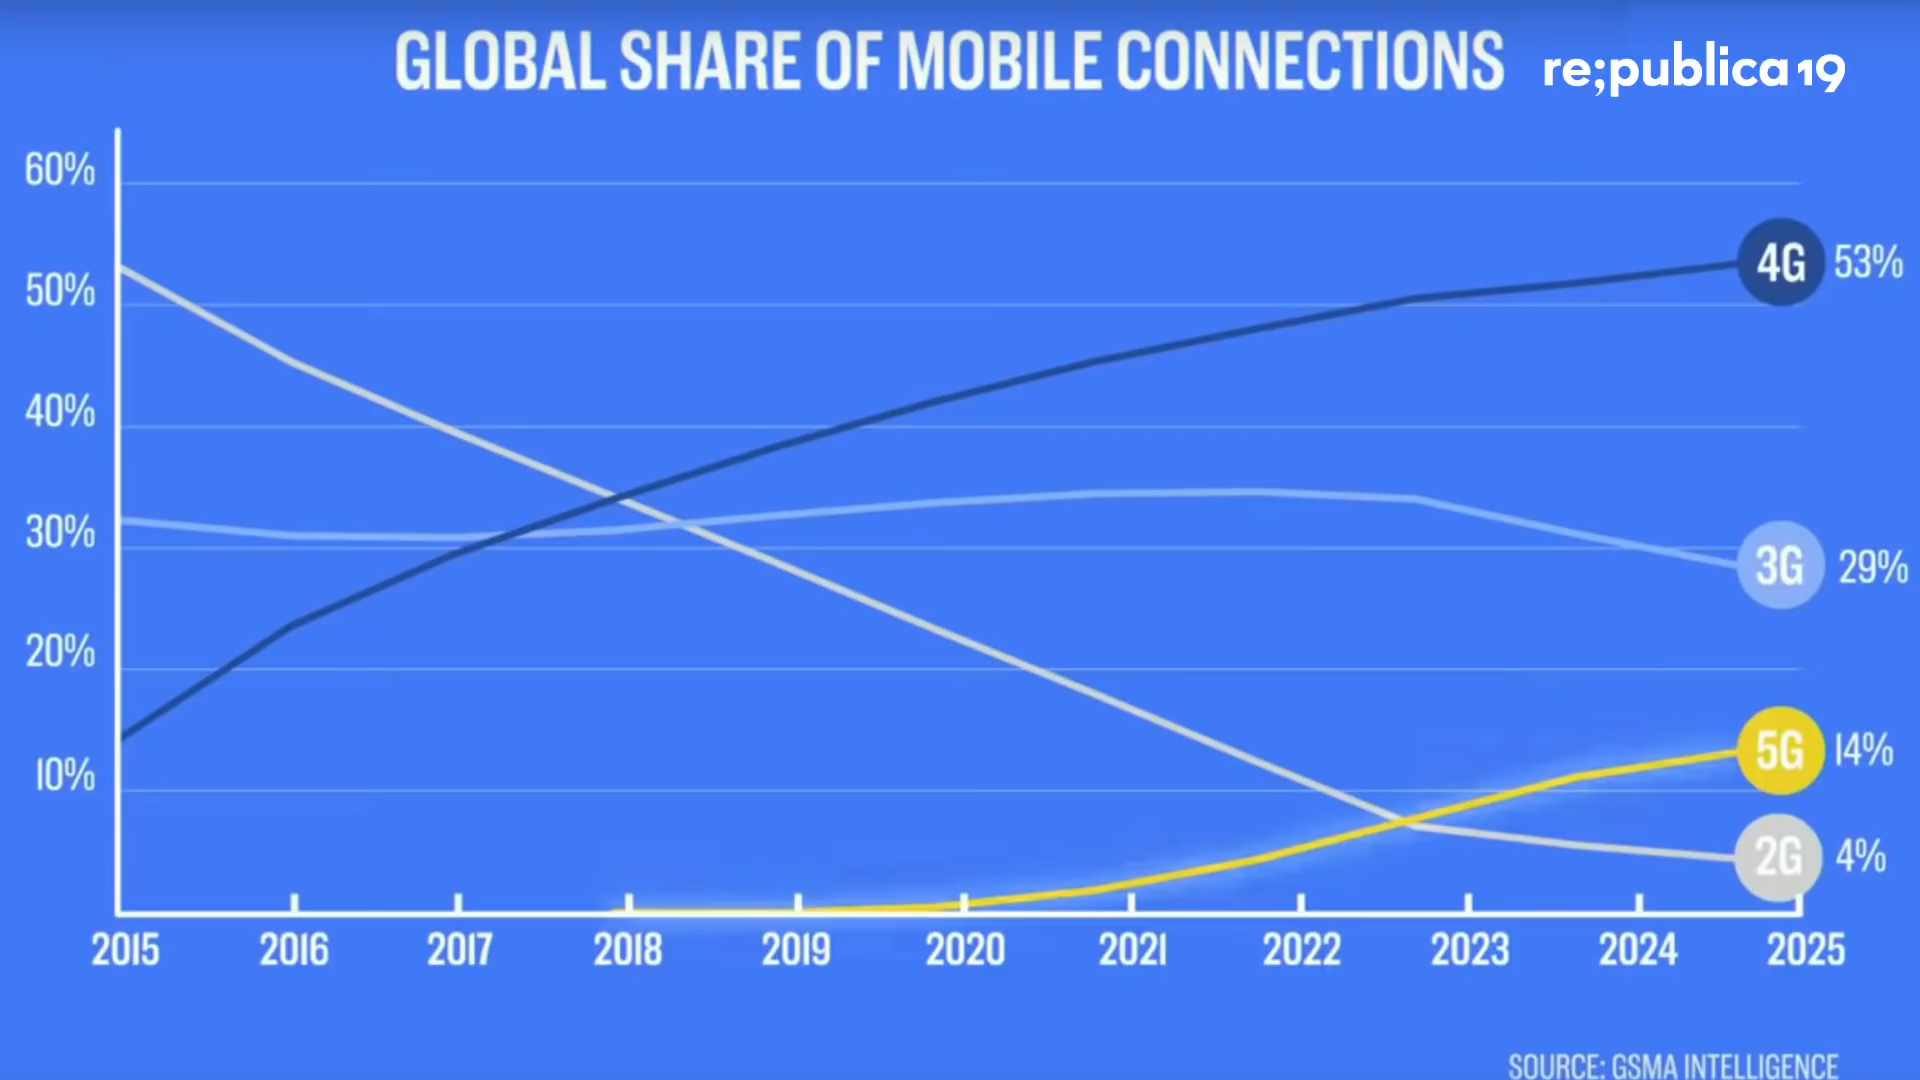 GLOBAL SHARE OF MOBILE CONNECTIONS
re;publica 19
60%
50%
40%
30%
20%
10%
4G 53%
3G 29%
5G 14%
2G 4%
2015 2016 2017 2018 2019 2020 2021 2022 2023 2024 2025
SOURCE: GSMA INTELLIGENCE